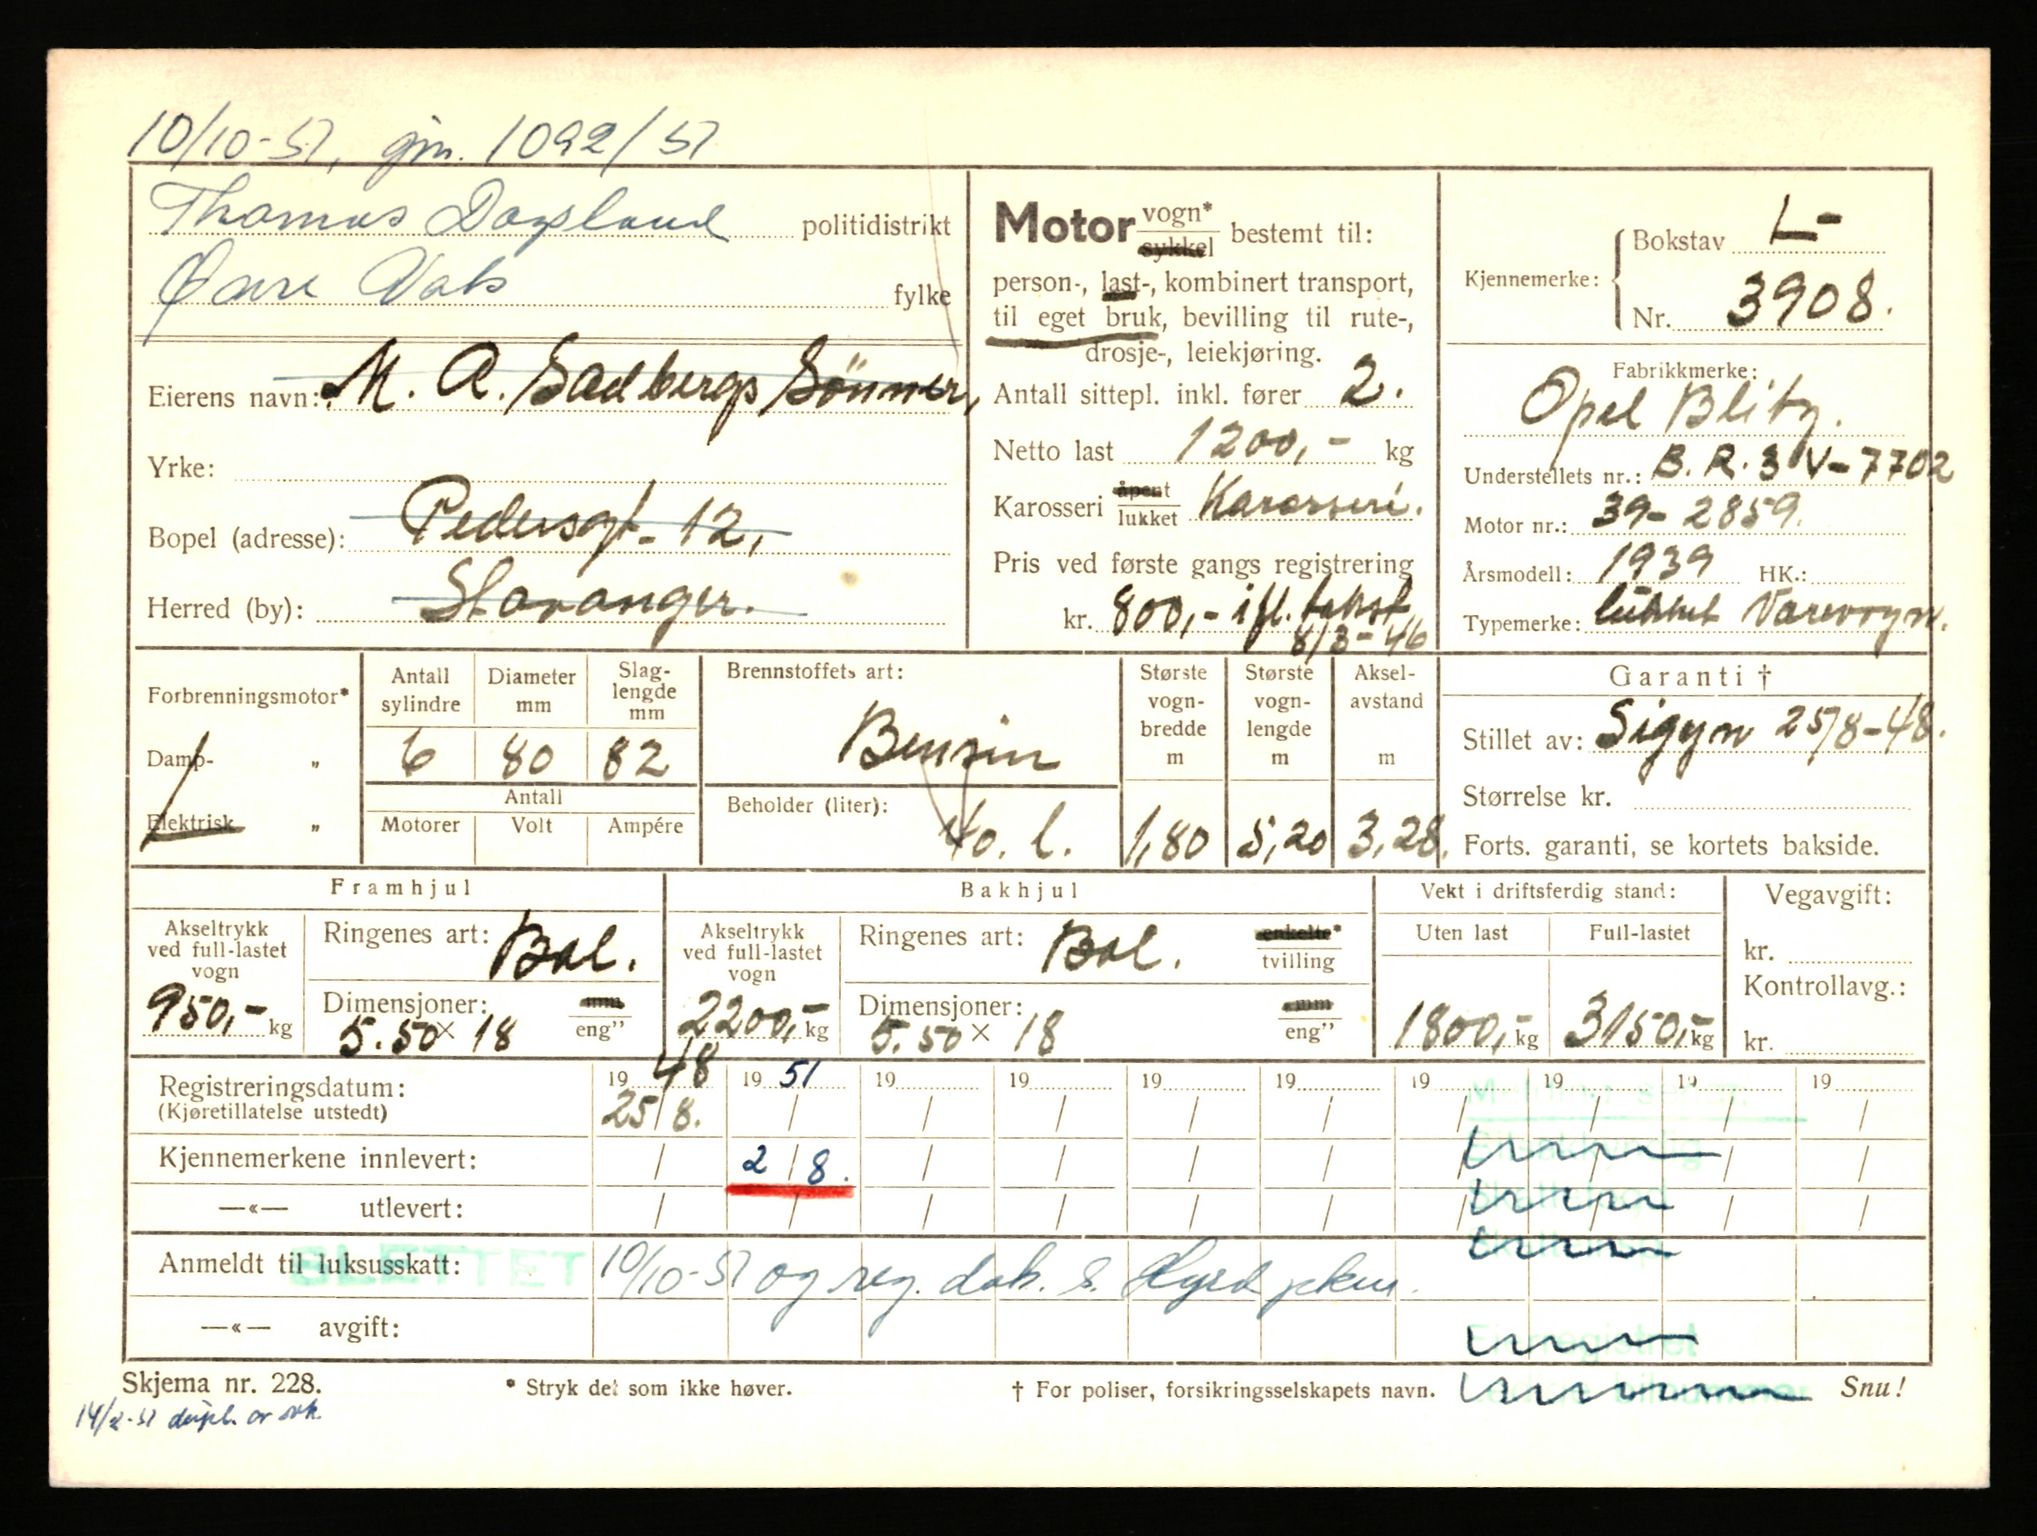 10/10-51, gjm. 1092/51
Thomas Dagsland politidistrikt
Øvre Vats fylke
Eierens navn: M. A. Sadbergs Sönner,
Yrke:
Bopel (adresse): Pedersgt. 12,
Herred (by): Stavanger.
Motor vogn* sykkel bestemt til:
person-, last-, kombinert transport,
til eget bruk, bevilling til rute-,
drosje-, leiekjøring.
Antall sittepl. inkl. fører 2.
Netto last 1200,- kg
Karosseri åpent lukket Karosseri.
Pris ved første gangs registrering
kr. 800,- ifl. takst
8/3-46
Kjennemerke: Bokstav L-
Nr. 3908.
Fabrikkmerke:
Opel Blitz.
Understellets nr.: B. R. 3 V-7702
Motor nr.: 39-2859.
Årsmodell: 1939 HK.:
Typemerke: lukket Varevogn.
Forbrenningsmotor*
Damp- "
Elektrisk "
Antall sylindre Diameter mm Slag-lengde mm
6 80 82
Antall
Motorer Volt Ampére
Brennstoffets art:
Bensin
Beholder (liter):
40. l.
Største vogn-bredde m
1,80
Største vogn-lengde m
5,20
Aksel-avstand m
3,28.
Garanti †
Stillet av: Sigyn 25/8-48.
Størrelse kr.
Forts. garanti, se kortets bakside.
Framhjul
Akseltrykk ved full-lastet vogn
950,- kg
Ringenes art: Bal.
Dimensjoner: mm eng"
5.50 x 18
Bakhjul
Akseltrykk ved full-lastet vogn
2200,- kg
Ringenes art: Bal. enkelte* tvilling
Dimensjoner: mm eng"
5.50 x 18
Vekt i driftsferdig stand:
Uten last Full-lastet
1800,- kg 3150,- kg
Vegavgift:
kr.
Kontrollavg.:
kr.
Registreringsdatum: 19 48 19 51 19 19 19 19 19 19 19 19
(Kjøretillatelse utstedt) 25/8. / / / / / / / / /
Kjennemerkene innlevert: / 2/8. / / / / / / / /
—«— utlevert: / / / / / / / / / /
Anmeldt til luksusskatt: 10/10-51 og reg. dok. s.
SLETTET
—«— avgift:
Skjema nr. 228. * Stryk det som ikke høver. † For poliser, forsikringsselskapets navn. Snu!